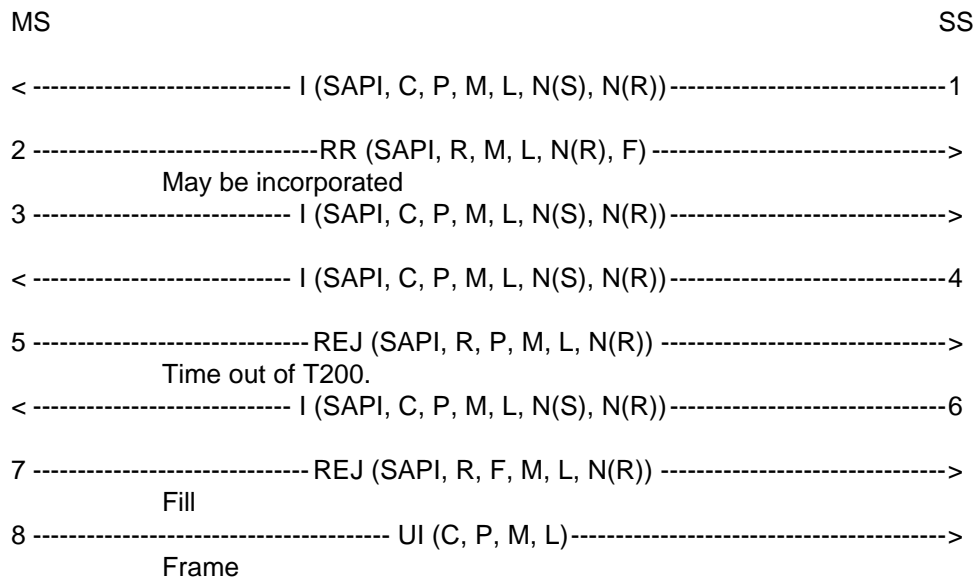 MS SS
< ----------------------------- I (SAPI, C, P, M, L, N(S), N(R))-------------------------------1
2 --------------------------------RR (SAPI, R, M, L, N(R), F) --------------------------------->
May be incorporated
3 ----------------------------- I (SAPI, C, P, M, L, N(S), N(R))------------------------------->
< ----------------------------- I (SAPI, C, P, M, L, N(S), N(R))-------------------------------4
5 -------------------------------REJ (SAPI, R, P, M, L, N(R)) -------------------------------->
Time out of T200.
< ----------------------------- I (SAPI, C, P, M, L, N(S), N(R))-------------------------------6
7 -------------------------------REJ (SAPI, R, F, M, L, N(R)) -------------------------------->
Fill
8 ---------------------------------------- UI (C, P, M, L)------------------------------------------>
Frame